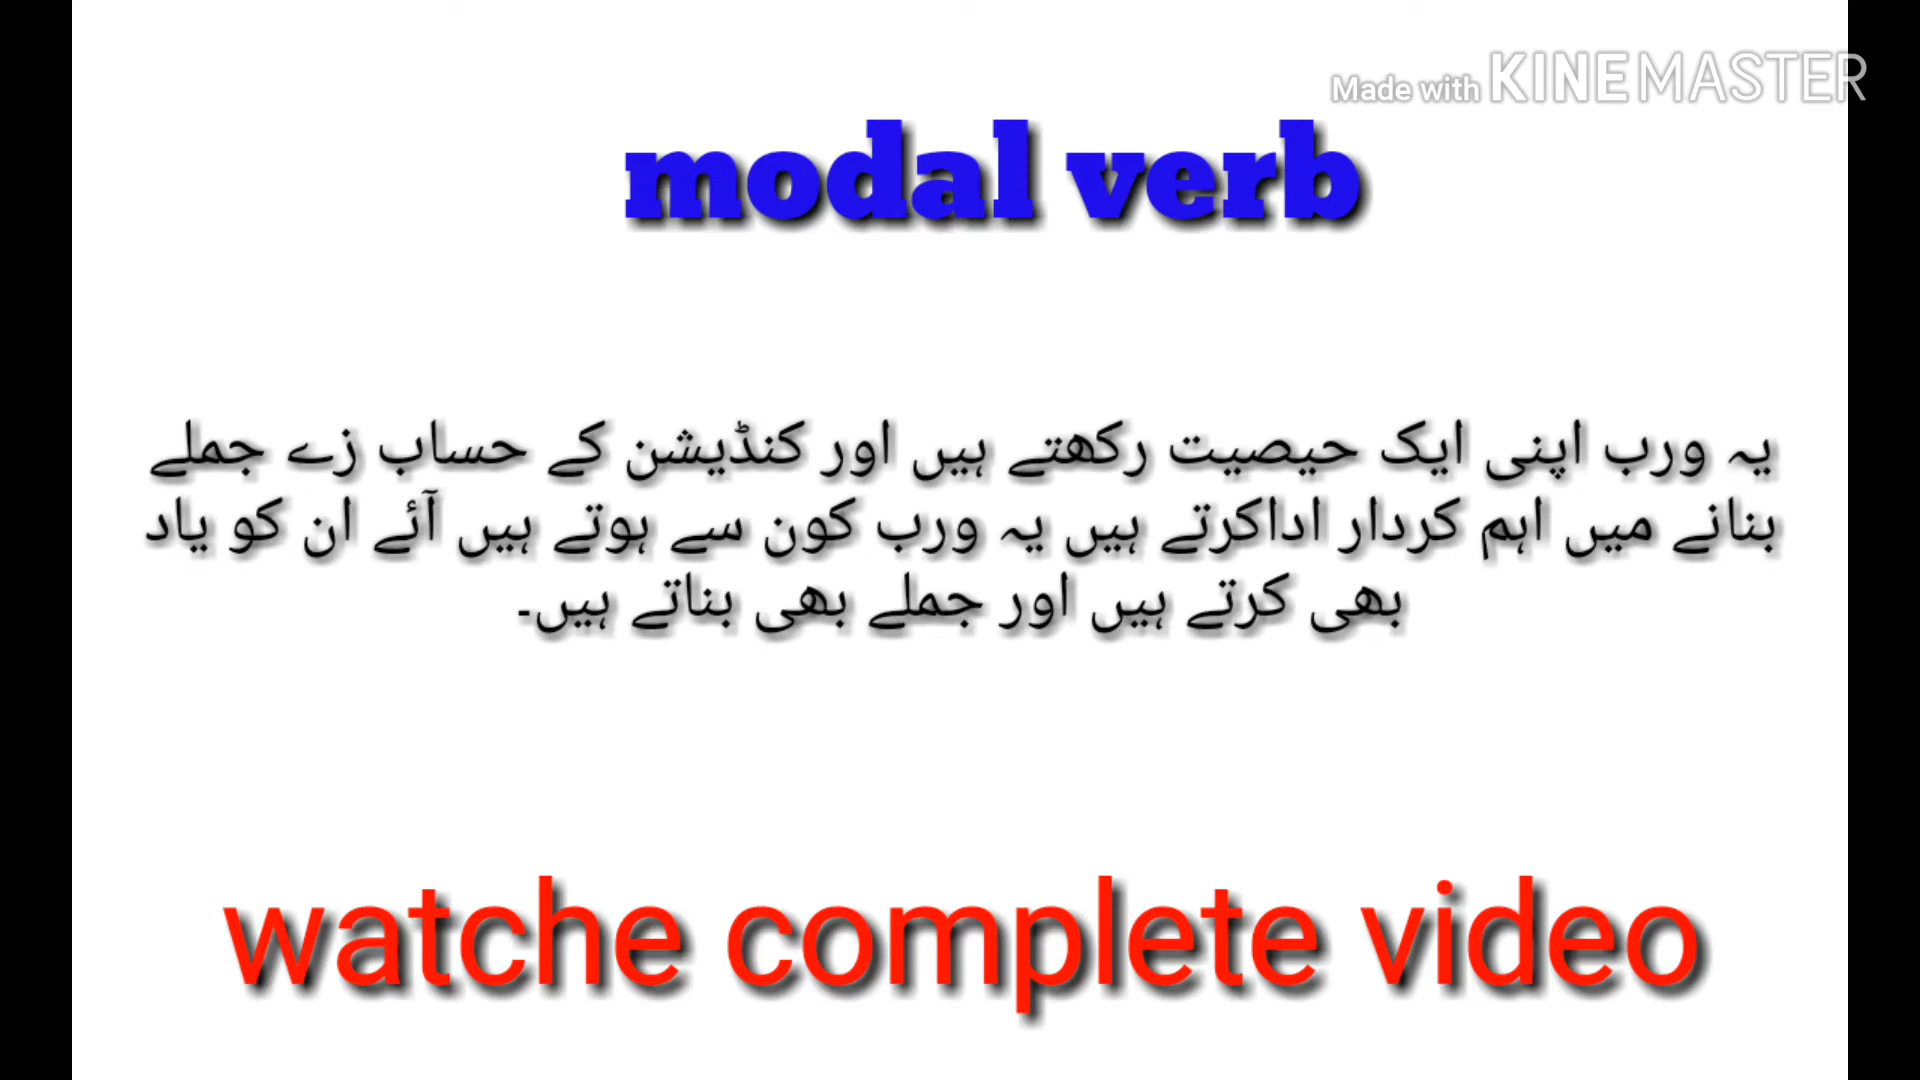 Made with KINEMASTER
modal verb
یہ ورب اپنی ایک حیصیت رکھتے ہیں اور کنڈیشن کے حساب زے جملے
بنانے میں اہم کردار اداکرتے ہیں یہ ورب کون سے ہوتے ہیں آئے ان کو یاد
بھی کرتے ہیں اور جملے بھی بناتے ہیں۔
watche complete video